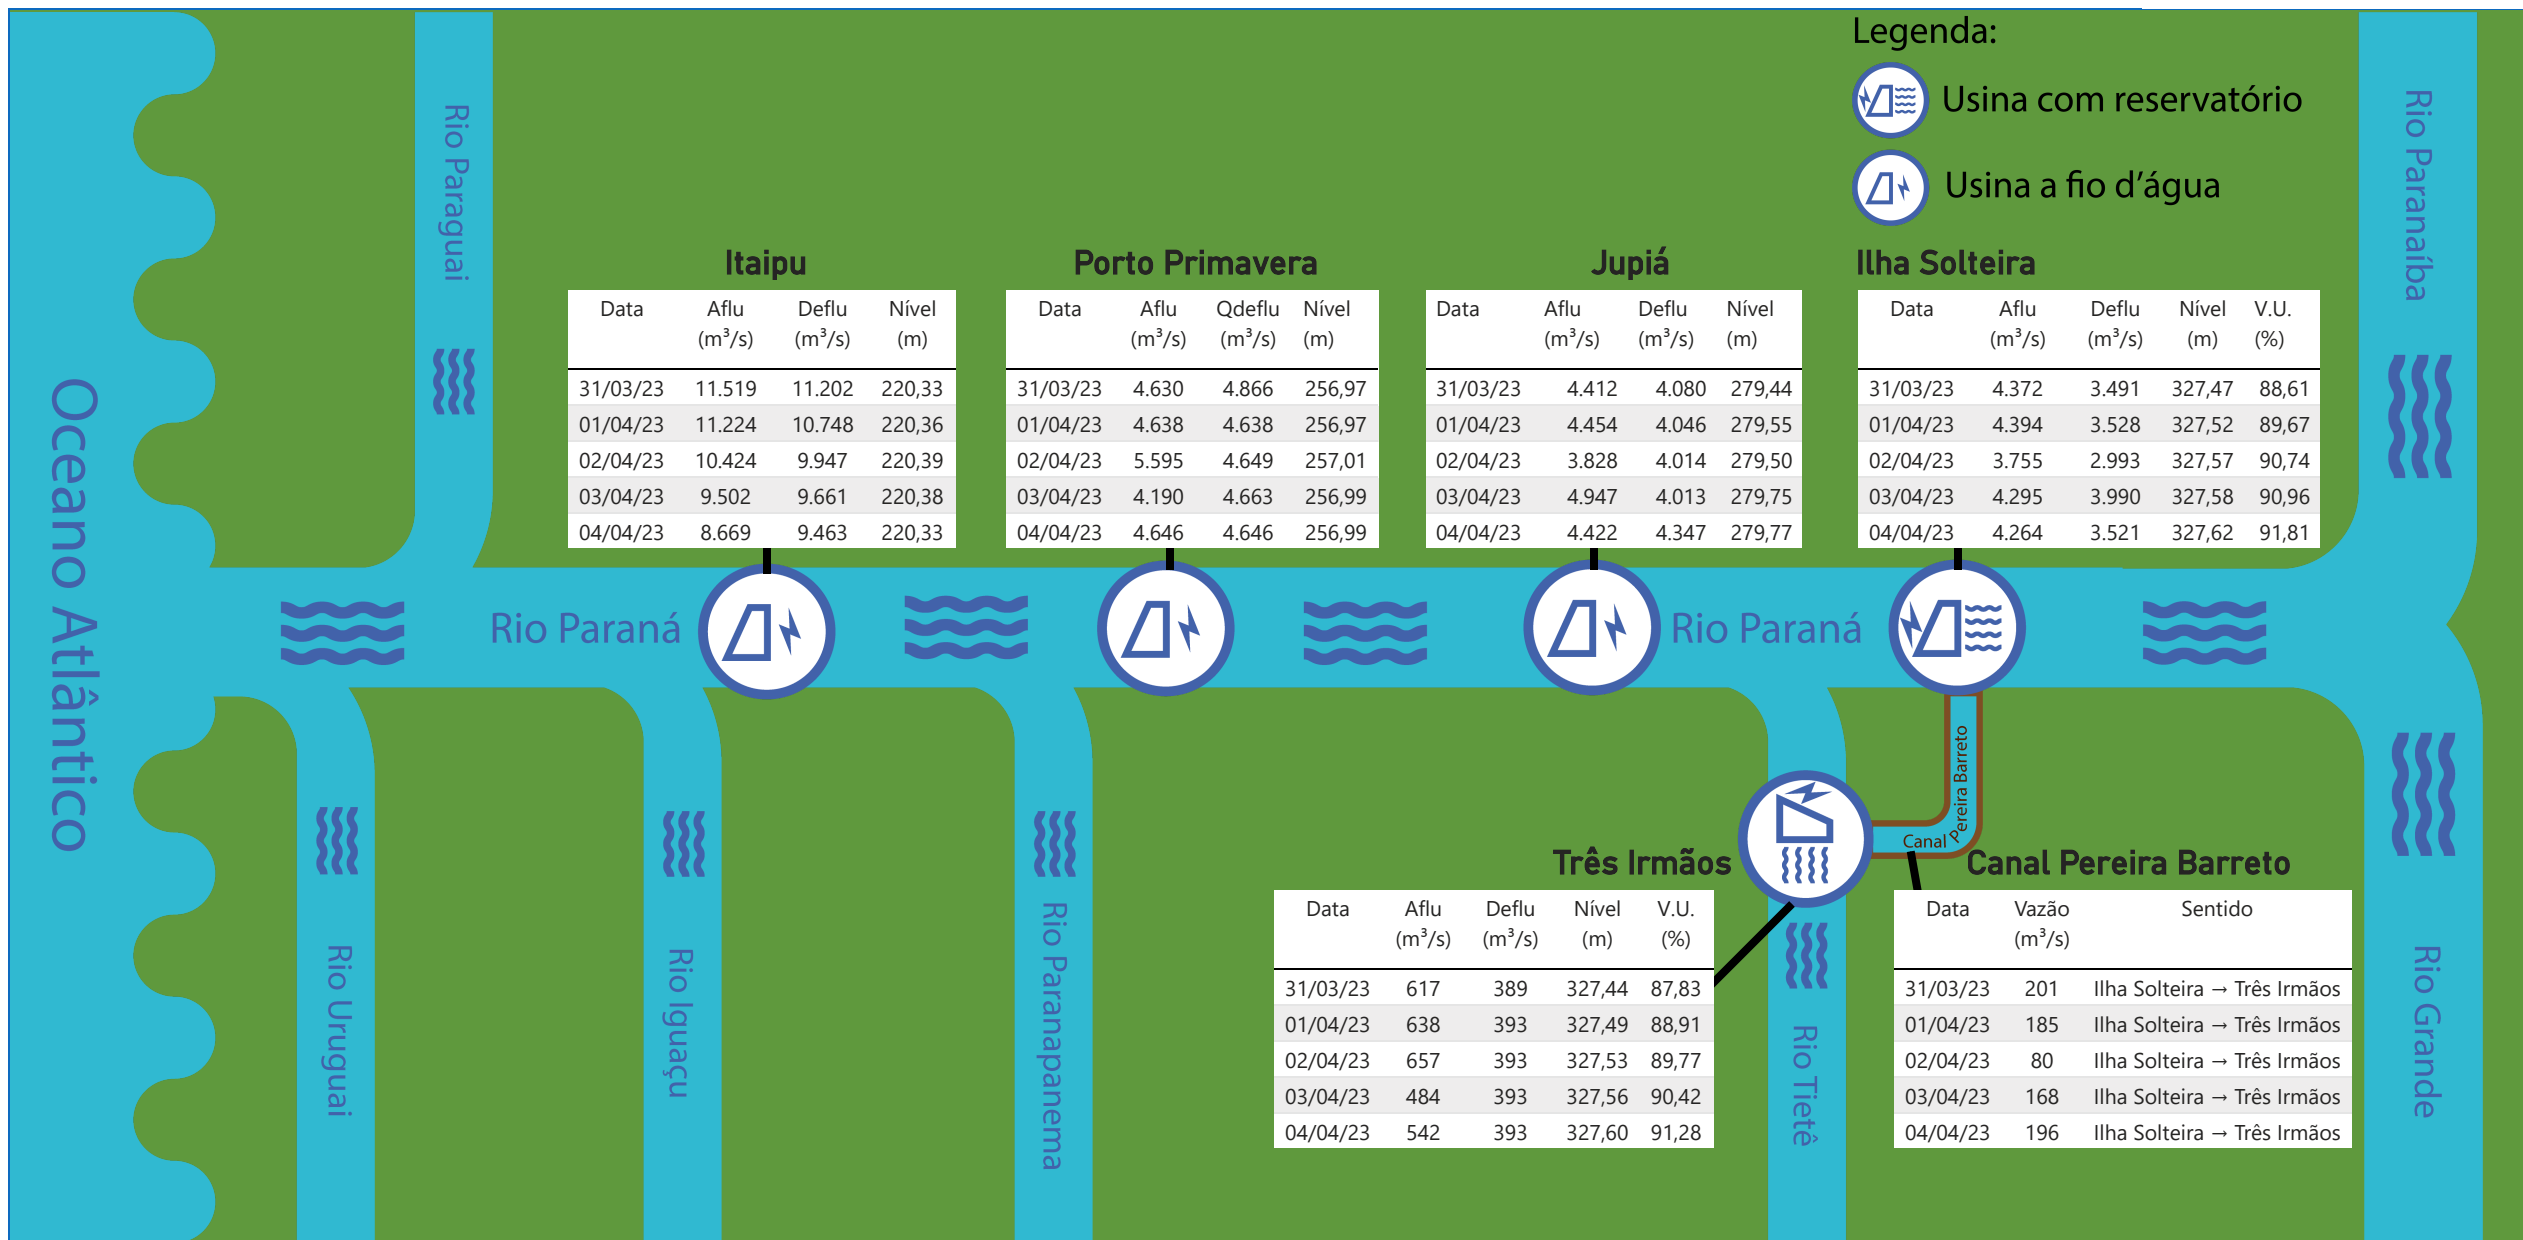 Legenda:
Usina com reservatório
Usina a fio d'água
Oceano Atlântico
Rio Paraguai
Rio Paranaíba
Itaipu
Data Aflu Deflu Nível
(m³/s) (m³/s) (m)
31/03/23 11.519 11.202 220,33
01/04/23 11.224 10.748 220,36
02/04/23 10.424 9.947 220,39
03/04/23 9.502 9.661 220,38
04/04/23 8.669 9.463 220,33
Porto Primavera
Data Aflu Qdeflu Nível
(m³/s) (m³/s) (m)
31/03/23 4.630 4.866 256,97
01/04/23 4.638 4.638 256,97
02/04/23 5.595 4.649 257,01
03/04/23 4.190 4.663 256,99
04/04/23 4.646 4.646 256,99
Jupiá
Data Aflu Deflu Nível
(m³/s) (m³/s) (m)
31/03/23 4.412 4.080 279,44
01/04/23 4.454 4.046 279,55
02/04/23 3.828 4.014 279,50
03/04/23 4.947 4.013 279,75
04/04/23 4.422 4.347 279,77
Ilha Solteira
Data Aflu Deflu Nível V.U.
(m³/s) (m³/s) (m) (%)
31/03/23 4.372 3.491 327,47 88,61
01/04/23 4.394 3.528 327,52 89,67
02/04/23 3.755 2.993 327,57 90,74
03/04/23 4.295 3.990 327,58 90,96
04/04/23 4.264 3.521 327,62 91,81
Rio Paraná
Rio Paraná
Canal Pereira Barreto
Três Irmãos
Data Aflu Deflu Nível V.U.
(m³/s) (m³/s) (m) (%)
31/03/23 617 389 327,44 87,83
01/04/23 638 393 327,49 88,91
02/04/23 657 393 327,53 89,77
03/04/23 484 393 327,56 90,42
04/04/23 542 393 327,60 91,28
Canal Pereira Barreto
Data Vazão Sentido
(m³/s)
31/03/23 201 Ilha Solteira → Três Irmãos
01/04/23 185 Ilha Solteira → Três Irmãos
02/04/23 80 Ilha Solteira → Três Irmãos
03/04/23 168 Ilha Solteira → Três Irmãos
04/04/23 196 Ilha Solteira → Três Irmãos
Rio Uruguai
Rio Iguaçu
Rio Paranapanema
Rio Tietê
Rio Grande